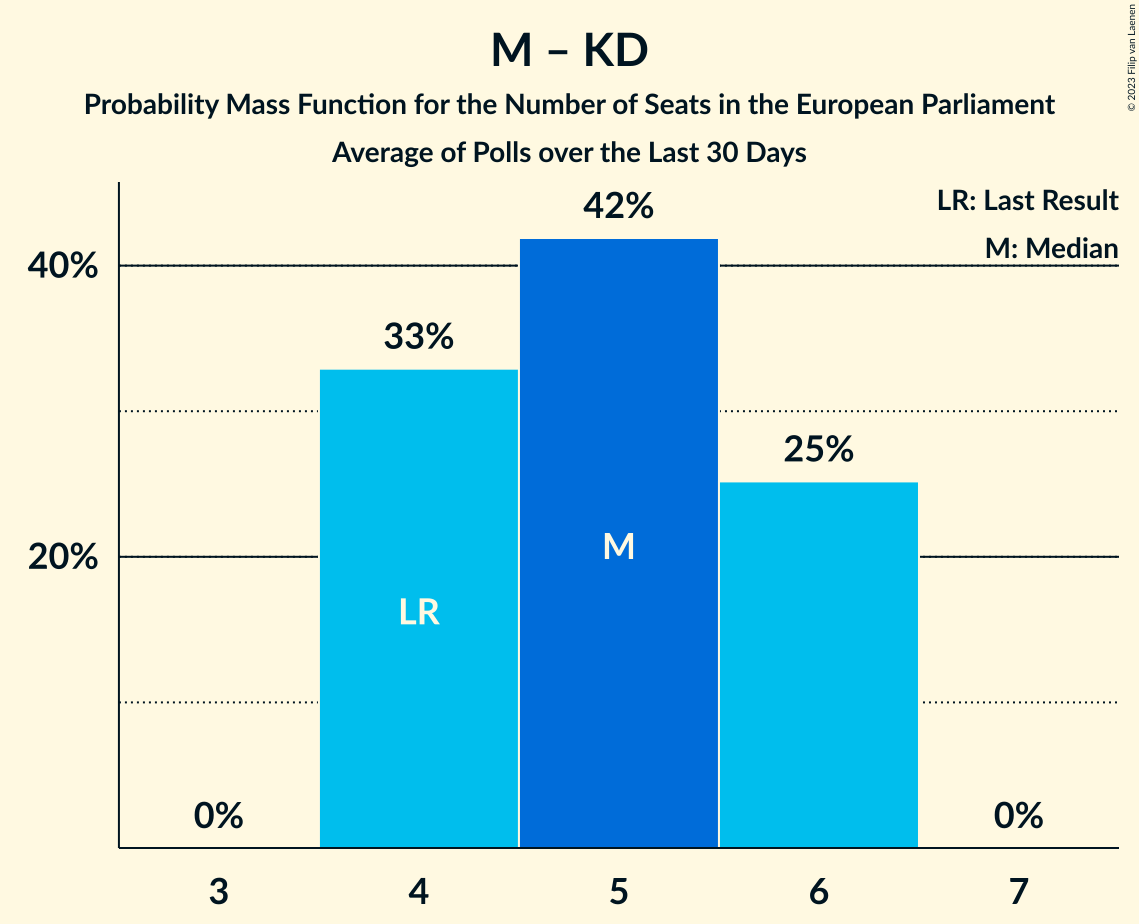 M – KD
Probability Mass Function for the Number of Seats in the European Parliament
Average of Polls over the Last 30 Days
© 2023 Filip van Laenen
LR: Last Result
M: Median
42%
40%
33%
25%
20%
M
LR
0%
0%
3 4 5 6 7